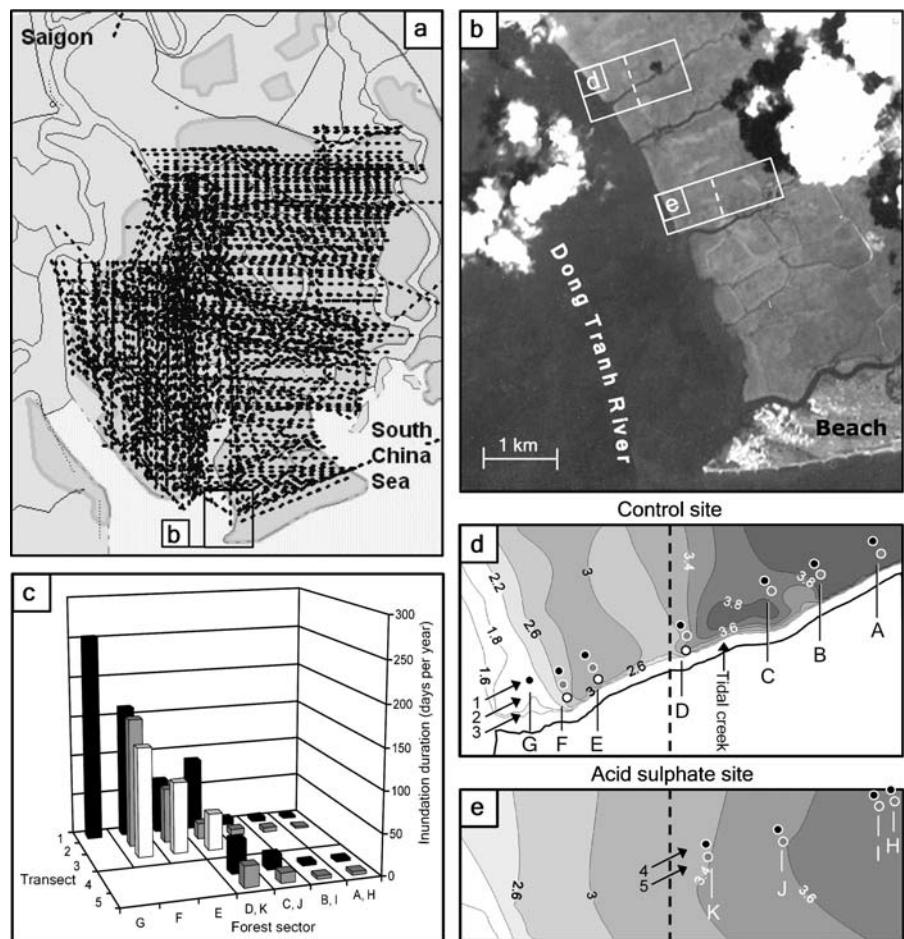 a
Saigon
South
China
Sea
b
b
d
e
Dong Tranh River
1 km
Beach
c
300
250
200
150
100
50
0
Inundation duration (days per year)
1
2
3
4
5
Transect
G
F
E
D, K
C, J
B, I
A, H
Forest sector
Control site
d
2.2
1.8
1.6
2.6
3
3.4
3.8
3.8
3.6
3
2.6
1
2
3
G
F
E
D
Tidal creek
C
B
A
Acid sulphate site
e
2.6
3
3.4
3.6
4
5
K
J
I
H